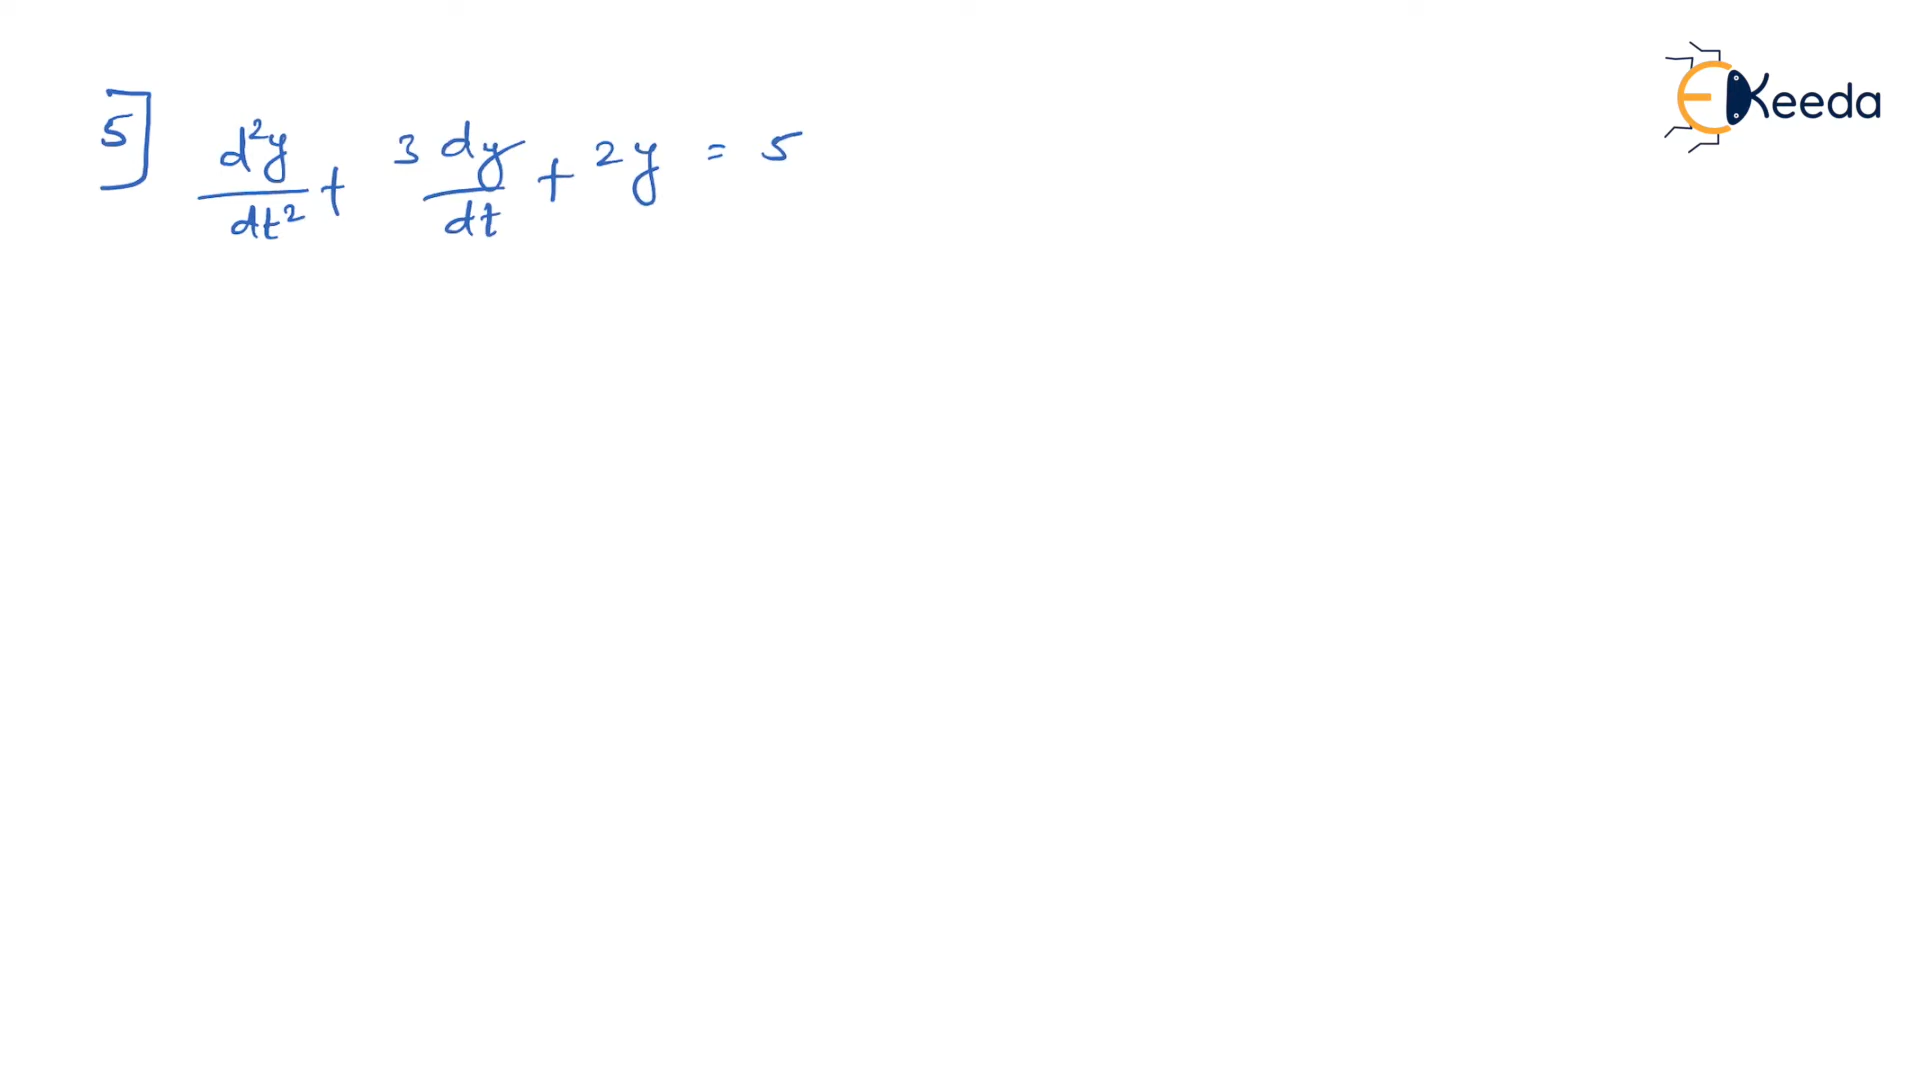 5] d²y/dt² + 3 dy/dt + 2y = 5
EKeeda